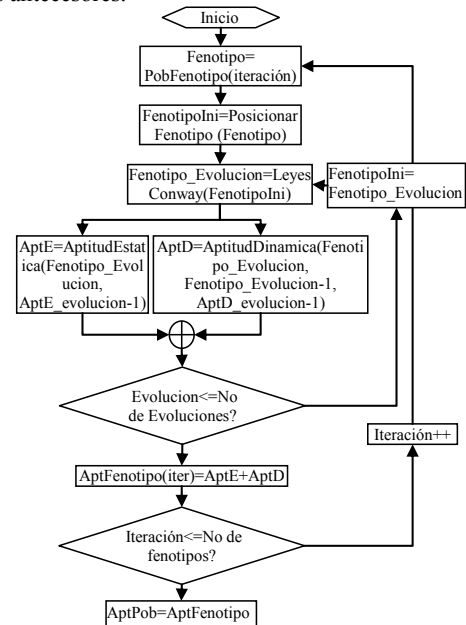 antecesores.
Inicio
Fenotipo=
PobFenotipo(iteración)
FenotipoIni=Posicionar
Fenotipo (Fenotipo)
Fenotipo_Evolucion=Leyes
Conway(FenotipoIni)
FenotipoIni=
Fenotipo_Evolucion
AptE=AptitudEstat
ica(Fenotipo_Evol
ucion,
AptE_evolucion-1)
AptD=AptitudDinamica(Fenoti
po_Evolucion,
Fenotipo_Evolucion-1,
AptD_evolucion-1)
Evolucion<=No
de Evoluciones?
Iteración++
AptFenotipo(iter)=AptE+AptD
Iteración<=No de
fenotipos?
AptPob=AptFenotipo